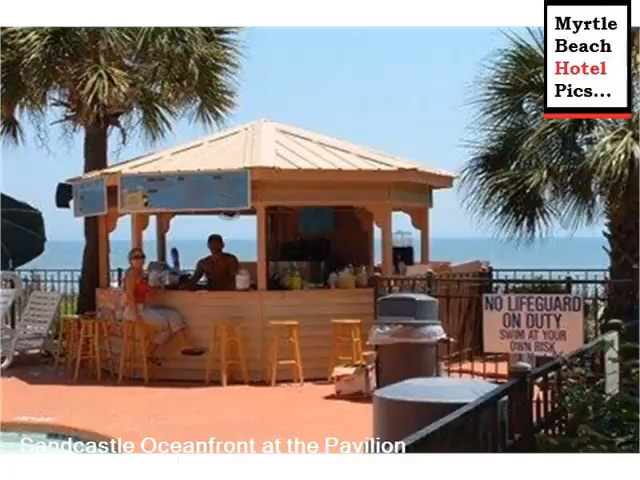 Myrtle
Beach
Hotel
Pics...
NO LIFEGUARD
ON DUTY
SWIM AT YOUR
OWN RISK
Sandcastle Oceanfront at the Pavilion